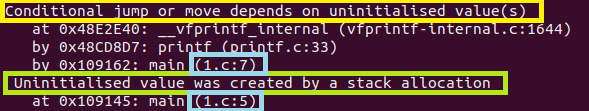 Conditional jump or move depends on uninitialised value(s)
at 0x48E2E40: __vfprintf_internal (vfprintf-internal.c:1644)
by 0x48CD8D7: printf (printf.c:33)
by 0x109162: main (1.c:7)
Uninitialised value was created by a stack allocation
at 0x109145: main (1.c:5)